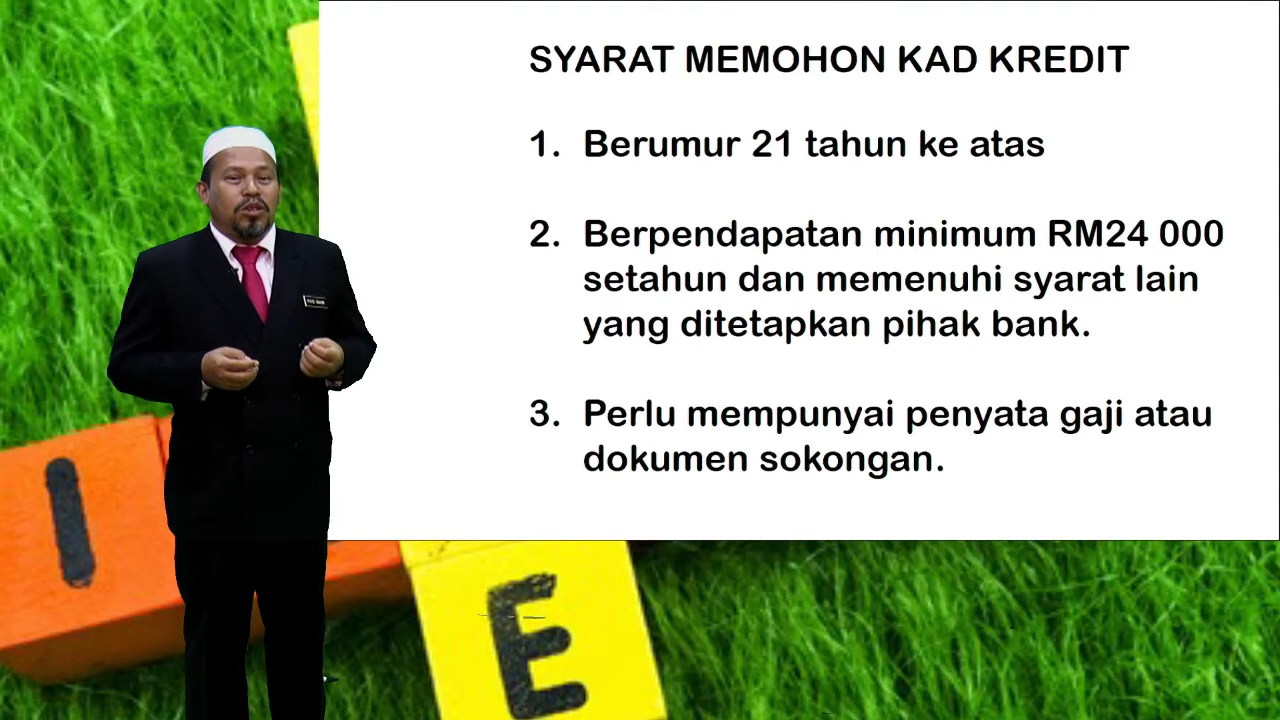 SYARAT MEMOHON KAD KREDIT
1. Berumur 21 tahun ke atas
2. Berpendapatan minimum RM24 000
setahun dan memenuhi syarat lain
yang ditetapkan pihak bank.
3. Perlu mempunyai penyata gaji atau
dokumen sokongan.
I
E